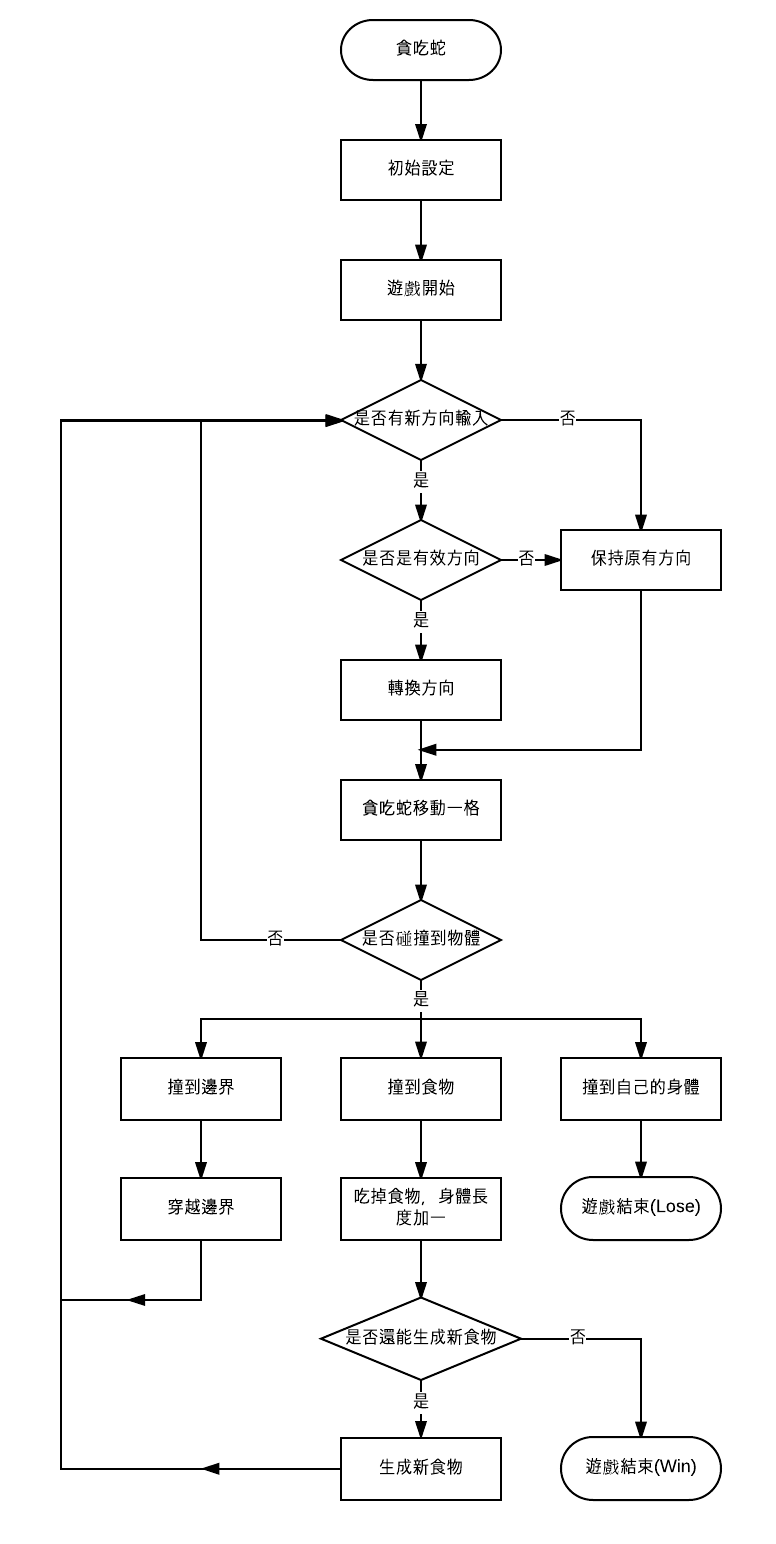 貪吃蛇
初始設定
遊戲開始
是否有新方向輸入
否
是
是否是有效方向
否
保持原有方向
是
轉換方向
貪吃蛇移動一格
是否碰撞到物體
否
是
撞到邊界
撞到食物
撞到自己的身體
穿越邊界
吃掉食物，身體長
度加一
遊戲結束(Lose)
是否還能生成新食物
否
是
生成新食物
遊戲結束(Win)